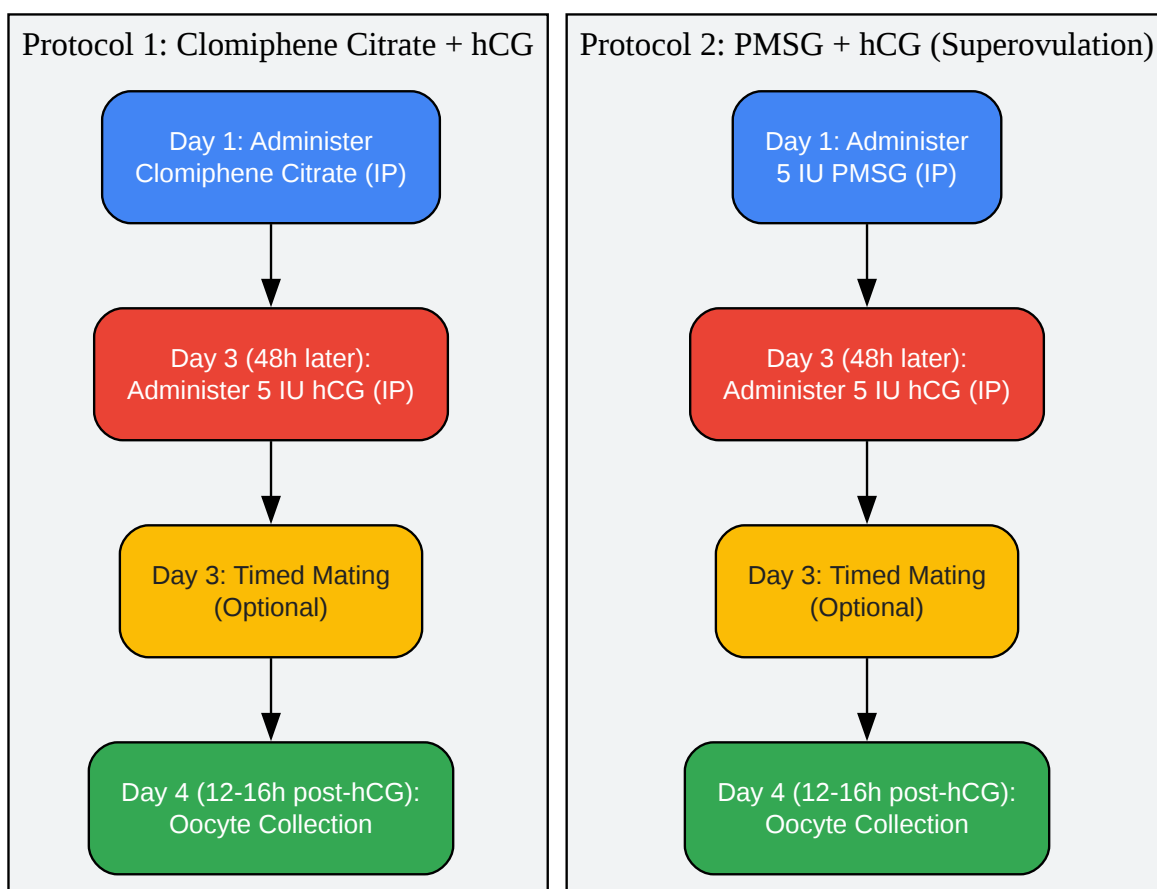 Protocol 1: Clomiphene Citrate + hCG
Day 1: Administer
Clomiphene Citrate (IP)
Day 3 (48h later):
Administer 5 IU hCG (IP)
Day 3: Timed Mating
(Optional)
Day 4 (12-16h post-hCG):
Oocyte Collection
Protocol 2: PMSG + hCG (Superovulation)
Day 1: Administer
5 IU PMSG (IP)
Day 3 (48h later):
Administer 5 IU hCG (IP)
Day 3: Timed Mating
(Optional)
Day 4 (12-16h post-hCG):
Oocyte Collection